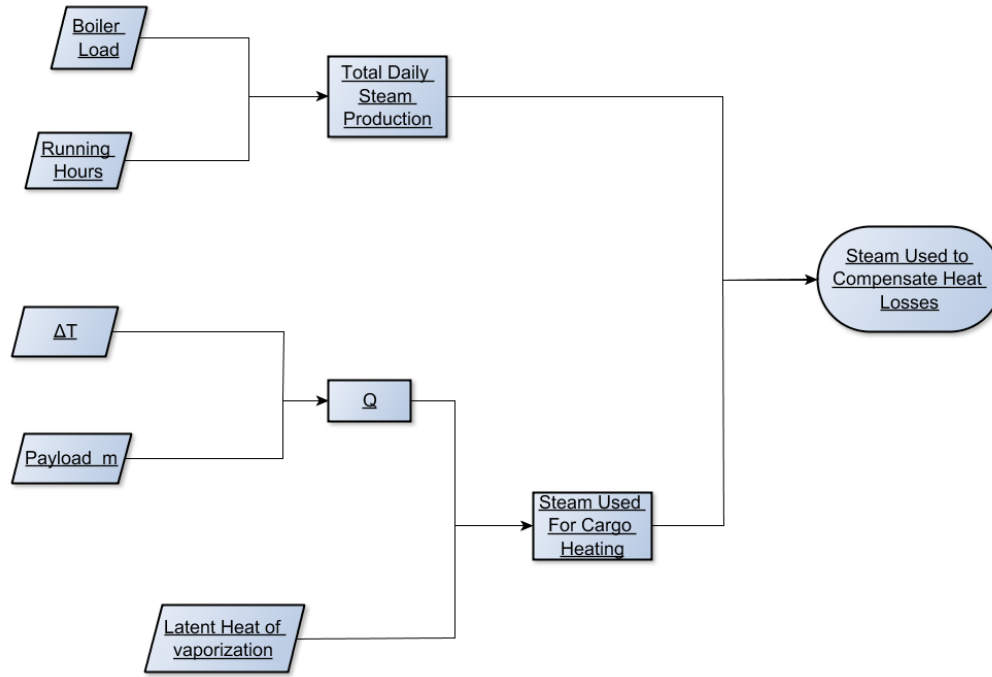 Boiler
Load
Total Daily
Steam
Production
Running
Hours
Steam Used to
Compensate Heat
Losses
ΔT
Q
Payload m
Steam Used
For Cargo
Heating
Latent Heat of
vaporization